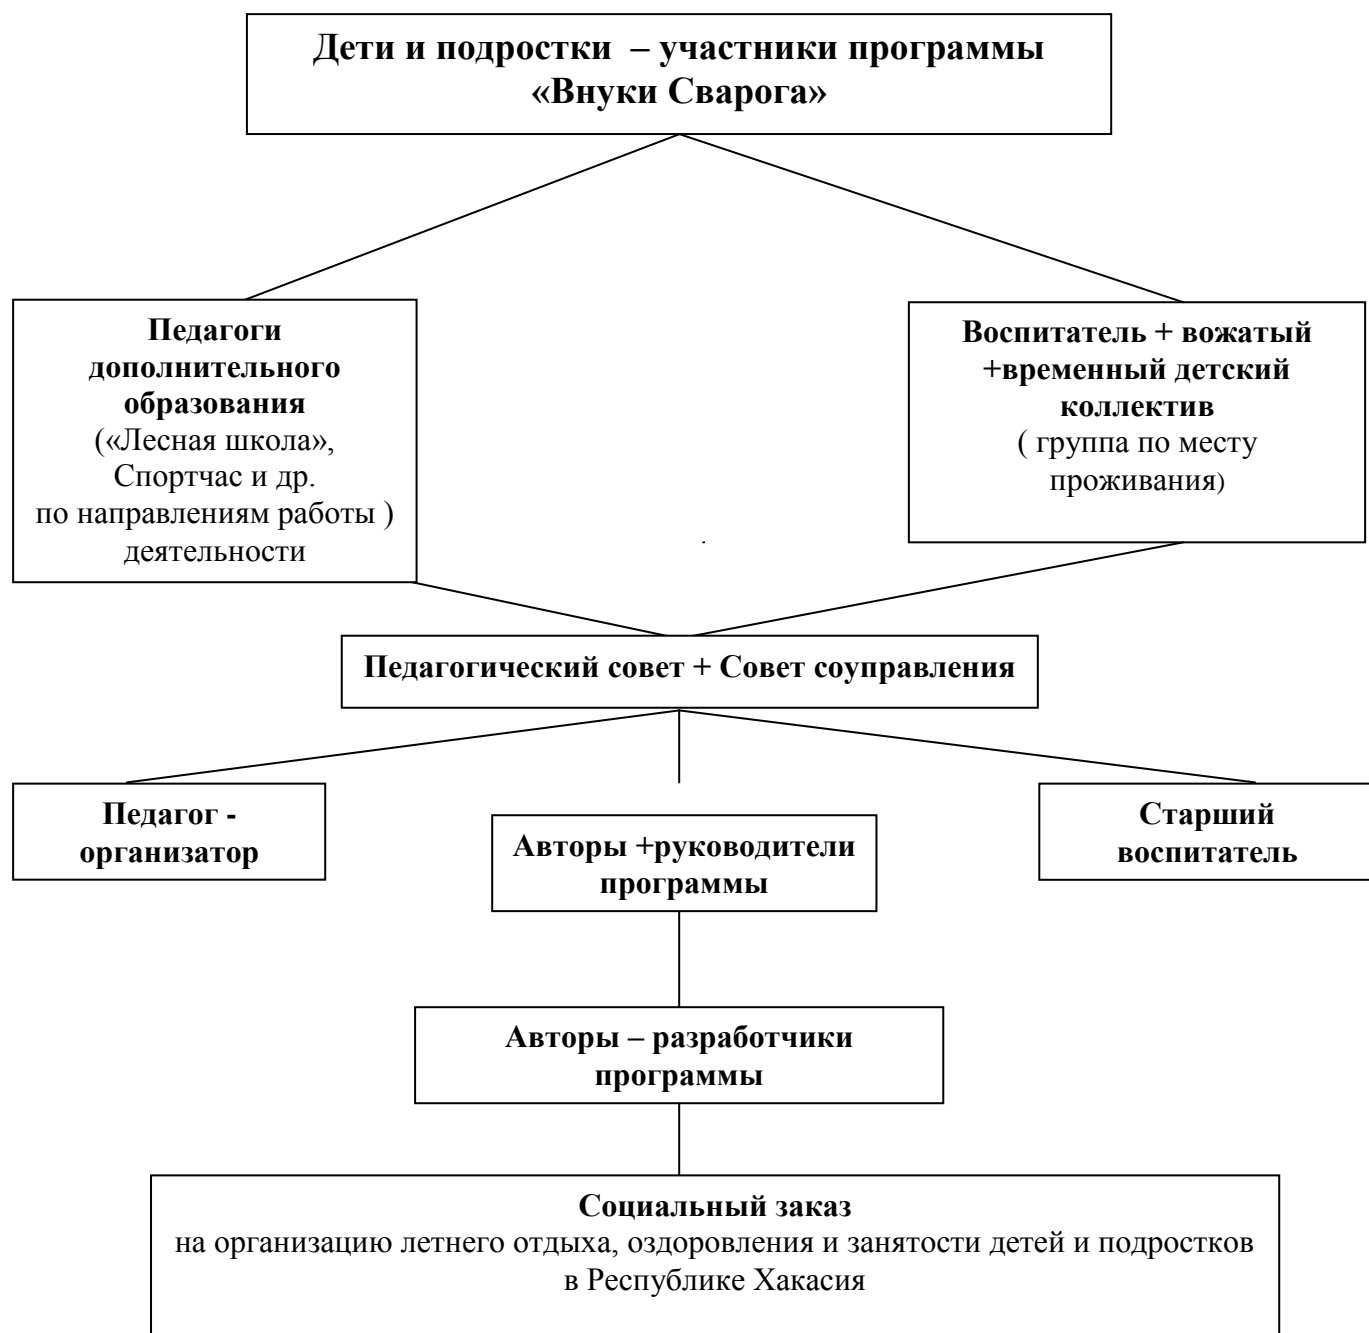 Дети и подростки – участники программы
«Внуки Сварога»
Педагоги
дополнительного
образования
(«Лесная школа»,
Спортчас и др.
по направлениям работы )
деятельности
Воспитатель + вожатый
+временный детский
коллектив
( группа по месту
проживания)
Педагогический совет + Совет соуправления
Педагог -
организатор
Авторы +руководители
программы
Старший
воспитатель
Авторы – разработчики
программы
Социальный заказ
на организацию летнего отдыха, оздоровления и занятости детей и подростков
в Республике Хакасия